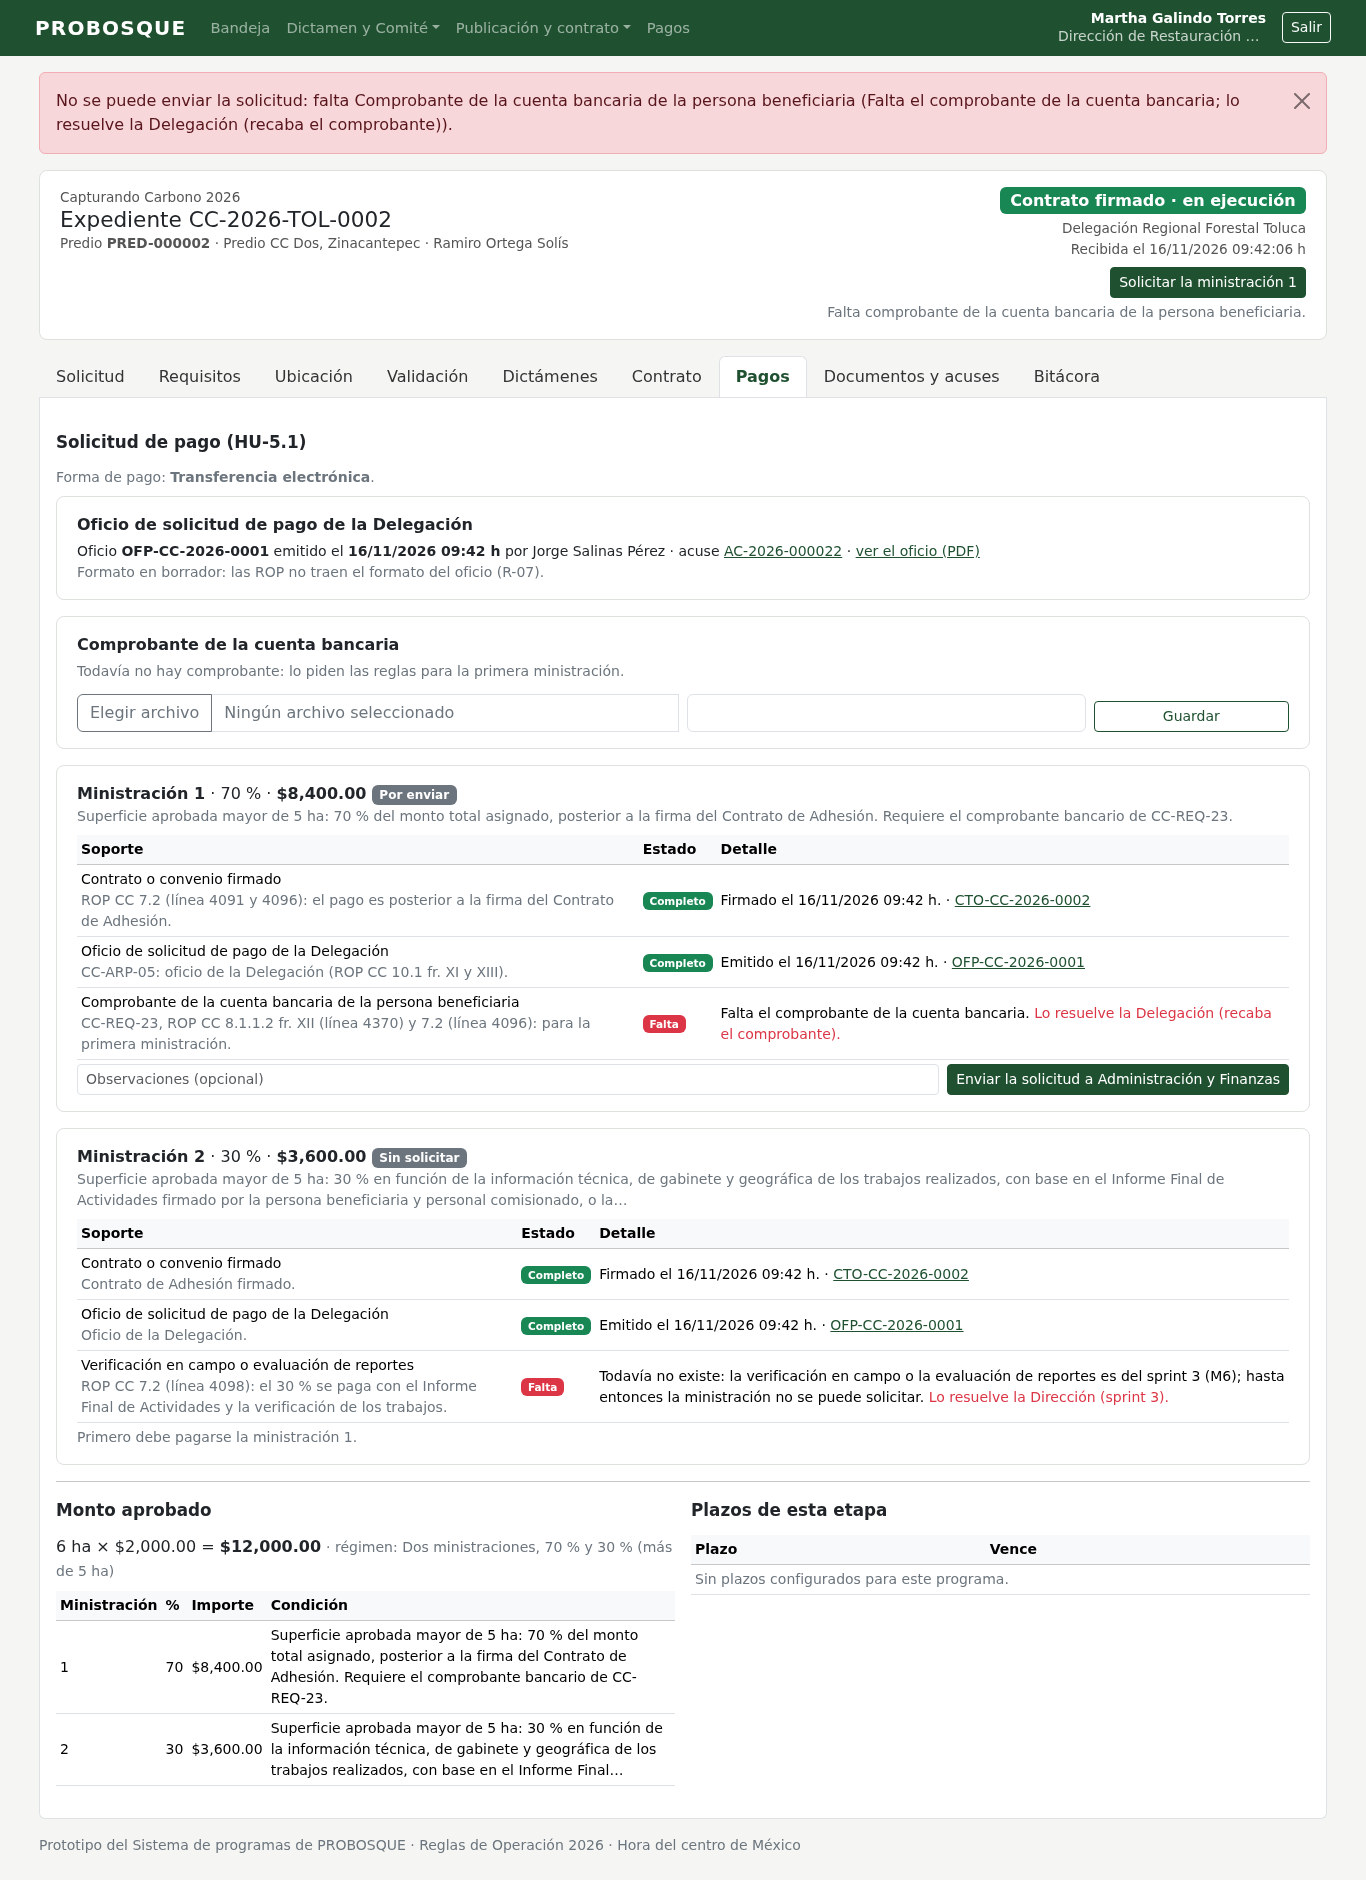 PROBOSQUE
Bandeja
Dictamen y Comité
Publicación y contrato
Pagos
Martha Galindo Torres
Dirección de Restauración …
Salir
No se puede enviar la solicitud: falta Comprobante de la cuenta bancaria de la persona beneficiaria (Falta el comprobante de la cuenta bancaria; lo
resuelve la Delegación (recaba el comprobante)).
Capturando Carbono 2026
Expediente CC-2026-TOL-0002
Predio PRED-000002 · Predio CC Dos, Zinacantepec · Ramiro Ortega Solís
Contrato firmado · en ejecución
Delegación Regional Forestal Toluca
Recibida el 16/11/2026 09:42:06 h
Solicitar la ministración 1
Falta comprobante de la cuenta bancaria de la persona beneficiaria.
Solicitud
Requisitos
Ubicación
Validación
Dictámenes
Contrato
Pagos
Documentos y acuses
Bitácora
Solicitud de pago (HU-5.1)
Forma de pago: Transferencia electrónica.
Oficio de solicitud de pago de la Delegación
Oficio OFP-CC-2026-0001 emitido el 16/11/2026 09:42 h por Jorge Salinas Pérez · acuse AC-2026-000022 · ver el oficio (PDF)
Formato en borrador: las ROP no traen el formato del oficio (R-07).
Comprobante de la cuenta bancaria
Todavía no hay comprobante: lo piden las reglas para la primera ministración.
Elegir archivo
Ningún archivo seleccionado
Guardar
Ministración 1 · 70 % · $8,400.00 Por enviar
Superficie aprobada mayor de 5 ha: 70 % del monto total asignado, posterior a la firma del Contrato de Adhesión. Requiere el comprobante bancario de CC-REQ-23.
Soporte
Estado
Detalle
Contrato o convenio firmado
ROP CC 7.2 (línea 4091 y 4096): el pago es posterior a la firma del Contrato
de Adhesión.
Completo
Firmado el 16/11/2026 09:42 h. · CTO-CC-2026-0002
Oficio de solicitud de pago de la Delegación
CC-ARP-05: oficio de la Delegación (ROP CC 10.1 fr. XI y XIII).
Completo
Emitido el 16/11/2026 09:42 h. · OFP-CC-2026-0001
Comprobante de la cuenta bancaria de la persona beneficiaria
CC-REQ-23, ROP CC 8.1.1.2 fr. XII (línea 4370) y 7.2 (línea 4096): para la
primera ministración.
Falta
Falta el comprobante de la cuenta bancaria. Lo resuelve la Delegación (recaba
el comprobante).
Observaciones (opcional)
Enviar la solicitud a Administración y Finanzas
Ministración 2 · 30 % · $3,600.00 Sin solicitar
Superficie aprobada mayor de 5 ha: 30 % en función de la información técnica, de gabinete y geográfica de los trabajos realizados, con base en el Informe Final de
Actividades firmado por la persona beneficiaria y personal comisionado, o la…
Soporte
Estado
Detalle
Contrato o convenio firmado
Contrato de Adhesión firmado.
Completo
Firmado el 16/11/2026 09:42 h. · CTO-CC-2026-0002
Oficio de solicitud de pago de la Delegación
Oficio de la Delegación.
Completo
Emitido el 16/11/2026 09:42 h. · OFP-CC-2026-0001
Verificación en campo o evaluación de reportes
ROP CC 7.2 (línea 4098): el 30 % se paga con el Informe
Final de Actividades y la verificación de los trabajos.
Falta
Todavía no existe: la verificación en campo o la evaluación de reportes es del sprint 3 (M6); hasta
entonces la ministración no se puede solicitar. Lo resuelve la Dirección (sprint 3).
Primero debe pagarse la ministración 1.
Monto aprobado
6 ha × $2,000.00 = $12,000.00 · régimen: Dos ministraciones, 70 % y 30 % (más
de 5 ha)
Ministración
%
Importe
Condición
1
70
$8,400.00
Superficie aprobada mayor de 5 ha: 70 % del monto
total asignado, posterior a la firma del Contrato de
Adhesión. Requiere el comprobante bancario de CC-
REQ-23.
2
30
$3,600.00
Superficie aprobada mayor de 5 ha: 30 % en función de
la información técnica, de gabinete y geográfica de los
trabajos realizados, con base en el Informe Final…
Plazos de esta etapa
Plazo
Vence
Sin plazos configurados para este programa.
Prototipo del Sistema de programas de PROBOSQUE · Reglas de Operación 2026 · Hora del centro de México